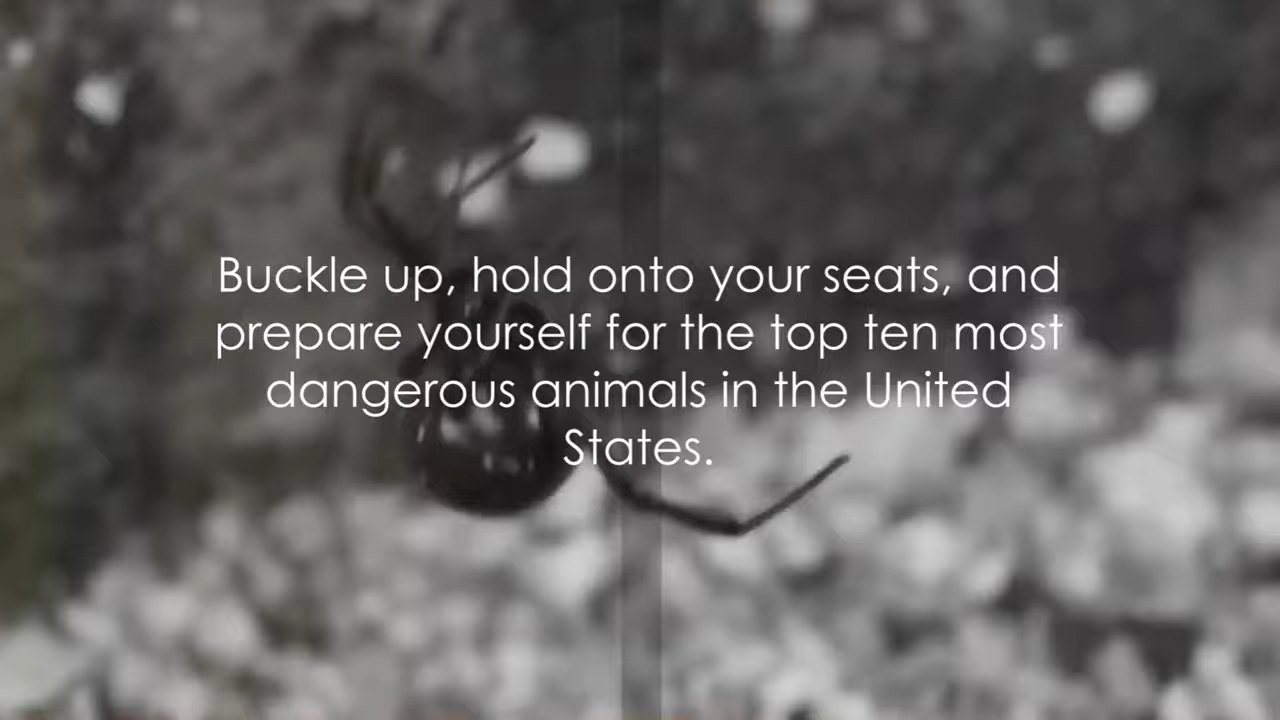 Buckle up, hold onto your seats, and
prepare yourself for the top ten most
dangerous animals in the United
States.